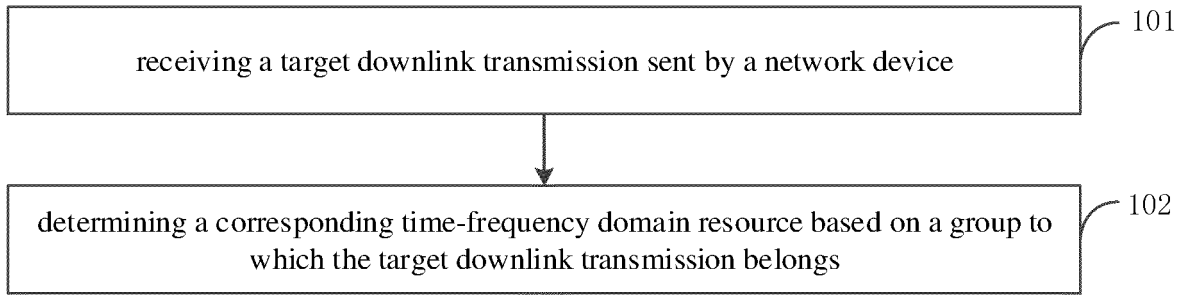 101
receiving a target downlink transmission sent by a network device
102
determining a corresponding time-frequency domain resource based on a group to
which the target downlink transmission belongs